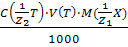 C(1/Z₂ T)·V(T)·M(1/Z₁ X)
1000